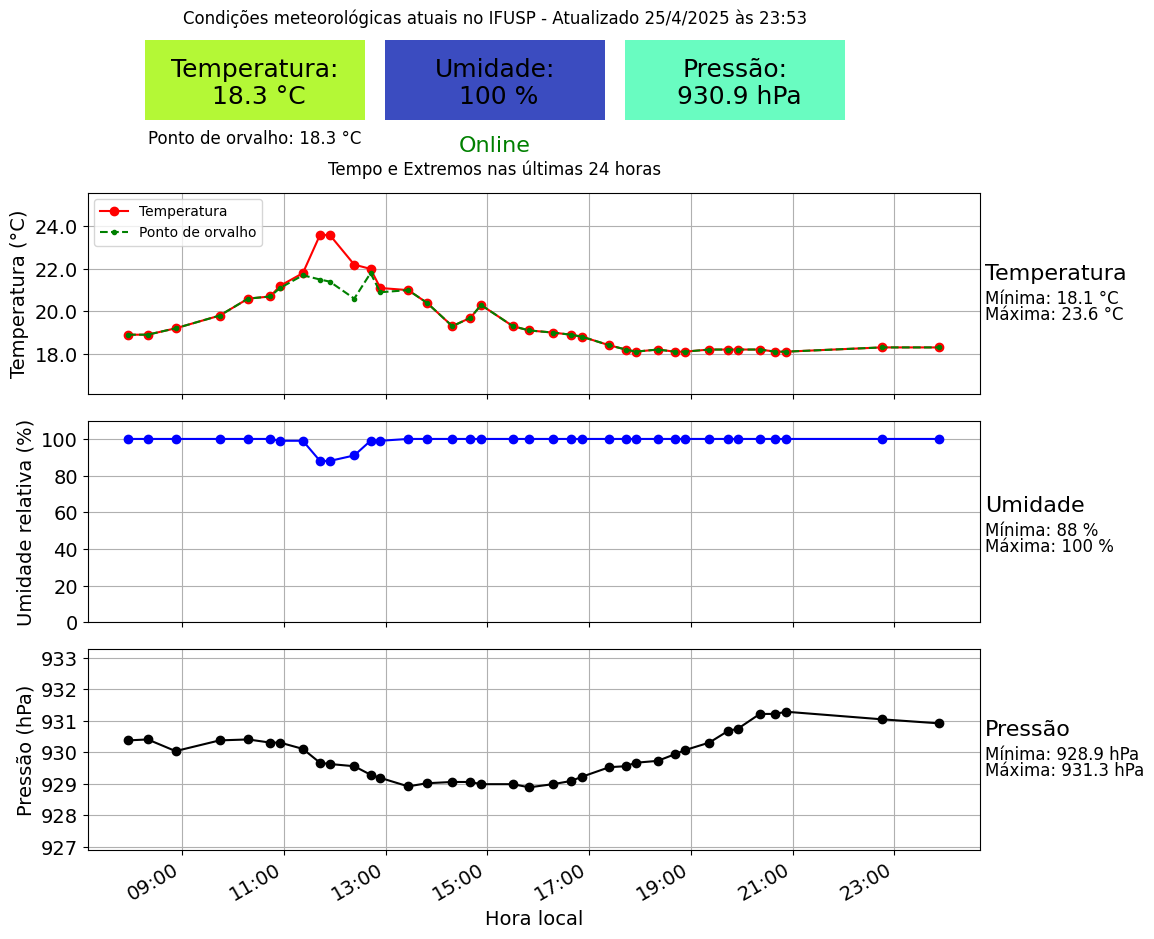 Condições meteorológicas atuais no IFUSP - Atualizado 25/4/2025 às 23:53
Temperatura:
18.3 °C
Umidade:
100 %
Pressão:
930.9 hPa
Ponto de orvalho: 18.3 °C
Online
Tempo e Extremos nas últimas 24 horas
Temperatura (°C)
24.0
22.0
20.0
18.0
Temperatura
Ponto de orvalho
Temperatura
Mínima: 18.1 °C
Máxima: 23.6 °C
Umidade relativa (%)
100
80
60
40
20
0
Umidade
Mínima: 88 %
Máxima: 100 %
Pressão (hPa)
933
932
931
930
929
928
927
Pressão
Mínima: 928.9 hPa
Máxima: 931.3 hPa
09:00
11:00
13:00
15:00
17:00
19:00
21:00
23:00
Hora local